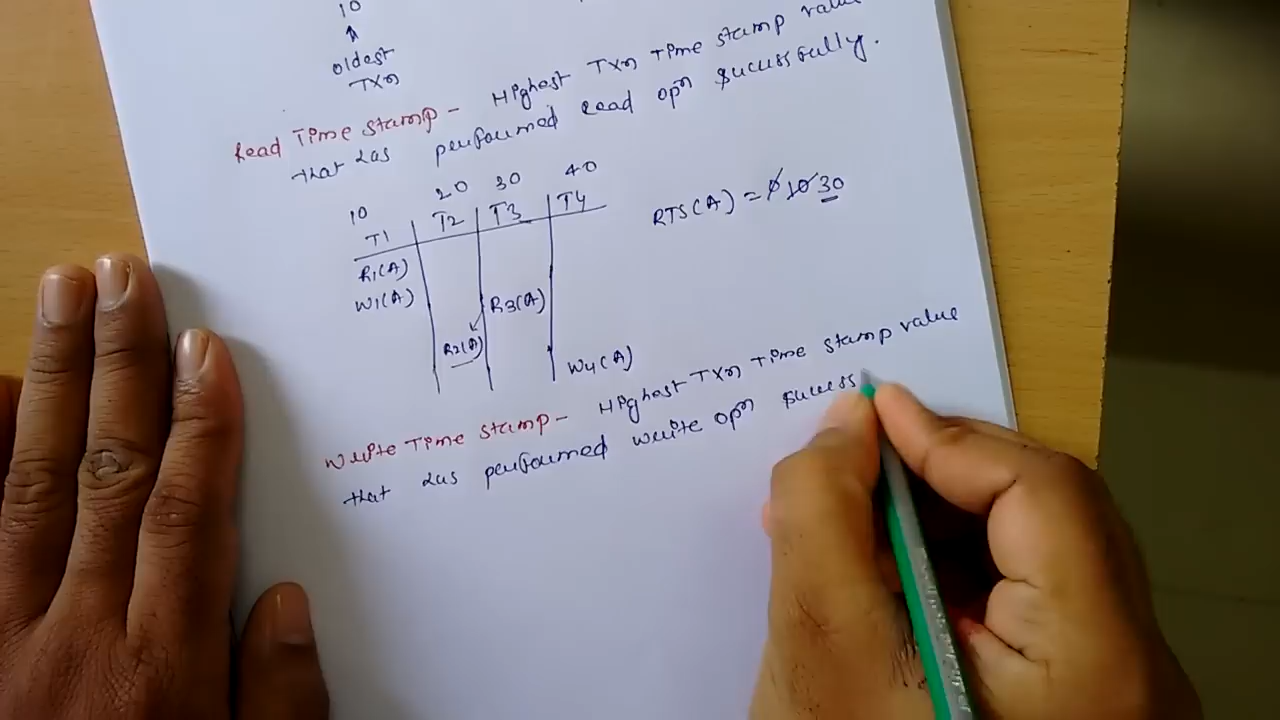 10
oldest
Txn
Read Time stamp - Highest Txn Time stamp value
that has performed read opn successfully.
10 20 30 40
T1 T2 T3 T4
R1(A)
W1(A)
R3(A)
R2(A)
W4(A)
RTS(A) = 0 10 30
Write Time stamp - Highest Txn Time stamp value
that has performed write opn success